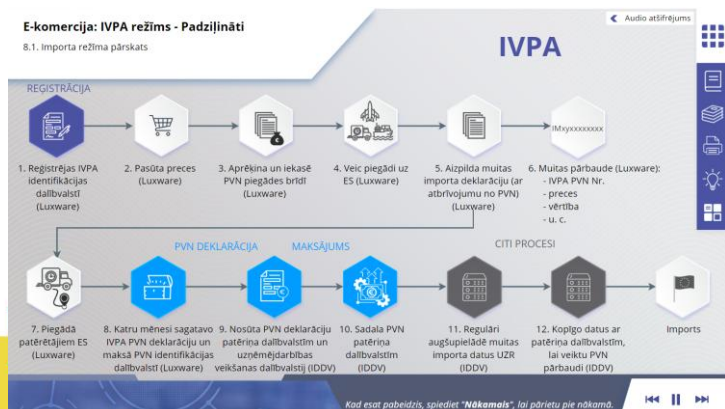 E-komercija: IVPA režīms - Padziļināti
8.1. Importa režīma pārskats
Audio atšifrējums
IVPA
REĢISTRĀCIJA
IMxyxxxxxxxx
1. Reģistrējas IVPA
identifikācijas
dalībvalstī
(Luxware)
2. Pasūta preces
(Luxware)
3. Aprēķina un iekasē
PVN piegādes brīdī
(Luxware)
4. Veic piegādi uz
ES (Luxware)
5. Aizpilda muitas
importa deklarāciju (ar
atbrīvojumu no PVN)
(Luxware)
6. Muitas pārbaude (Luxware):
- IVPA PVN Nr.
- preces
- vērtība
- u. c.
PVN DEKLARĀCIJA
MAKSĀJUMS
CITI PROCESI
7. Piegādā
patērētājiem ES
(Luxware)
8. Katru mēnesi sagatavo
IVPA PVN deklarāciju un
maksā PVN identifikācijas
dalībvalstī (Luxware)
9. Nosūta PVN deklarāciju
patēriņa dalībvalstim un
uzņēmējdarbības
veikšanas dalībvalstij (IDDV)
10. Sadala PVN
patēriņa
dalībvalstīm
(IDDV)
11. Regulāri
augšupielādē muitas
importa datus UZR
(IDDV)
12. Kopīgo datus ar
patēriņa dalībvalstīm,
lai veiktu PVN
pārbaudi (IDDV)
Imports
Kad esat pabeidzis, spiediet "Nākamais", lai pārietu pie nākamā.